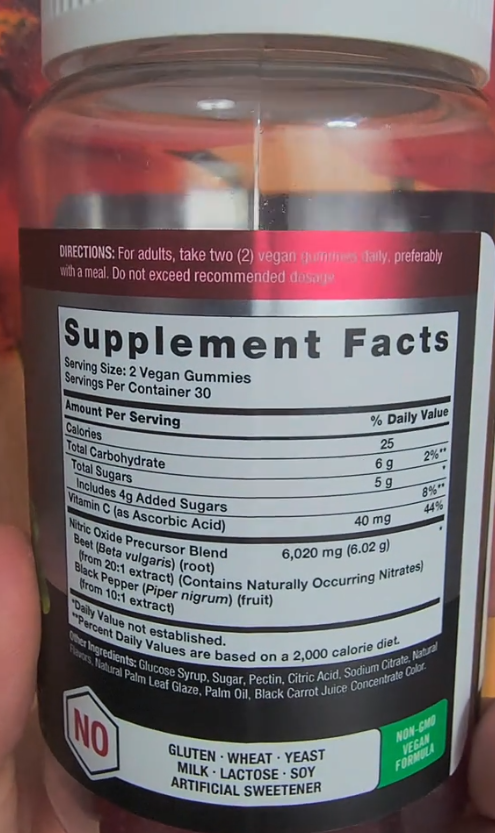 DIRECTIONS: For adults, take two (2) vegan gummies daily, preferably
with a meal. Do not exceed recommended dosage
Supplement Facts
Serving Size: 2 Vegan Gummies
Servings Per Container 30
Amount Per Serving % Daily Value
Calories 25
Total Carbohydrate 6 g 2%**
Total Sugars 5 g *
Includes 4g Added Sugars 8%**
Vitamin C (as Ascorbic Acid) 40 mg 44%
Nitric Oxide Precursor Blend 6,020 mg (6.02 g) *
Beet (Beta vulgaris) (root)
(from 20:1 extract) (Contains Naturally Occurring Nitrates)
Black Pepper (Piper nigrum) (fruit)
(from 10:1 extract)
*Daily Value not established.
**Percent Daily Values are based on a 2,000 calorie diet.
Other Ingredients: Glucose Syrup, Sugar, Pectin, Citric Acid, Sodium Citrate, Natural
Flavors, Natural Palm Leaf Glaze, Palm Oil, Black Carrot Juice Concentrate Color.
NO
GLUTEN · WHEAT · YEAST
MILK · LACTOSE · SOY
ARTIFICIAL SWEETENER
NON-GMO
VEGAN
FORMULA